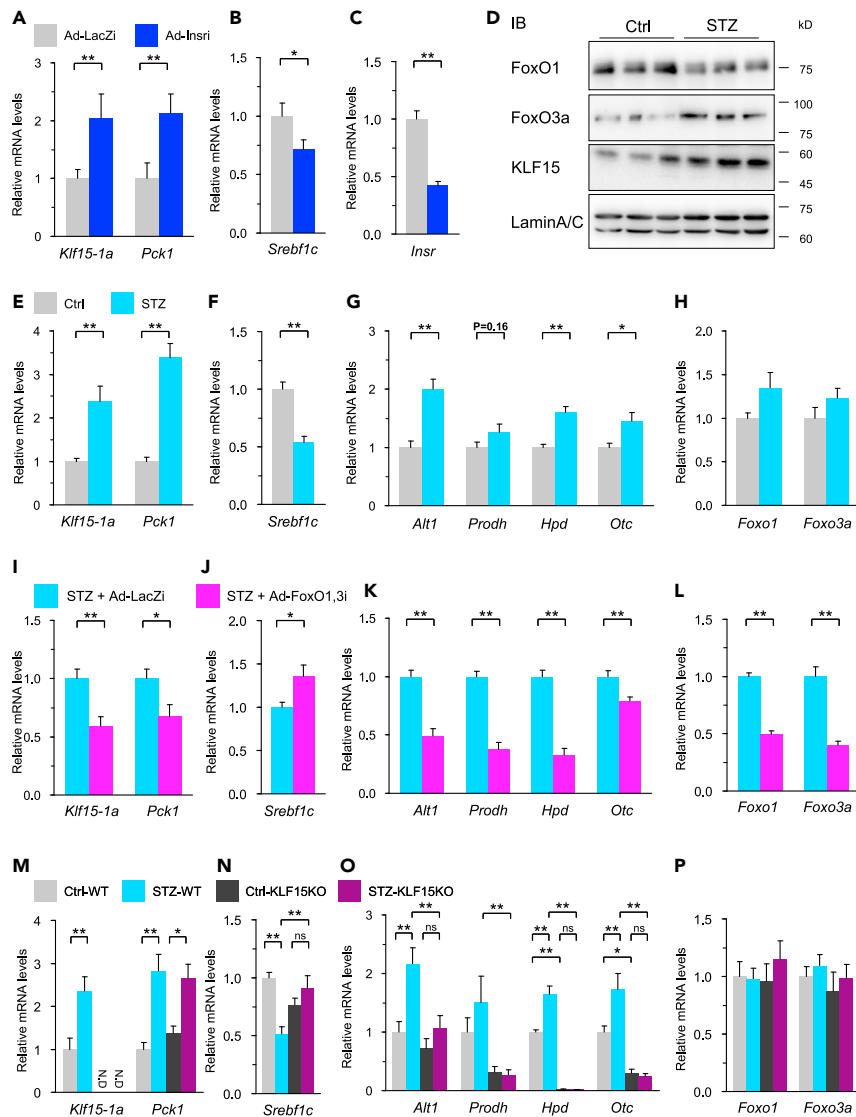 A
Ad-LacZi
Ad-Insri
Relative mRNA levels
3
2
1
0
**
**
Klf15-1a
Pck1
B
Relative mRNA levels
1.5
1.0
0.5
0.0
*
Srebf1c
C
Relative mRNA levels
1.5
1.0
0.5
0.0
**
Insr
D
IB
Ctrl
STZ
kD
FoxO1
75
FoxO3a
100
75
KLF15
60
45
LaminA/C
75
60
E
Ctrl
STZ
Relative mRNA levels
4
3
2
1
0
**
**
Klf15-1a
Pck1
F
Relative mRNA levels
1.5
1.0
0.5
0.0
**
Srebf1c
G
Relative mRNA levels
3
2
1
0
**
P=0.16
**
*
Alt1
Prodh
Hpd
Otc
H
Relative mRNA levels
2.0
1.5
1.0
0.5
0.0
Foxo1
Foxo3a
I
STZ + Ad-LacZi
STZ + Ad-FoxO1,3i
Relative mRNA levels
1.5
1.0
0.5
0.0
**
*
Klf15-1a
Pck1
J
Relative mRNA levels
2.0
1.5
1.0
0.5
0.0
*
Srebf1c
K
Relative mRNA levels
1.5
1.0
0.5
0.0
**
**
**
**
Alt1
Prodh
Hpd
Otc
L
Relative mRNA levels
1.5
1.0
0.5
0.0
**
**
Foxo1
Foxo3a
M
Ctrl-WT
STZ-WT
Ctrl-KLF15KO
STZ-KLF15KO
Relative mRNA levels
4
3
2
1
0
**
**
*
N.D
N.D
Klf15-1a
Pck1
N
Relative mRNA levels
1.5
1.0
0.5
0.0
**
**
ns
Srebf1c
O
Relative mRNA levels
3
2
1
0
**
**
ns
**
**
**
ns
**
**
**
ns
*
Alt1
Prodh
Hpd
Otc
P
Relative mRNA levels
2.0
1.5
1.0
0.5
0.0
Foxo1
Foxo3a